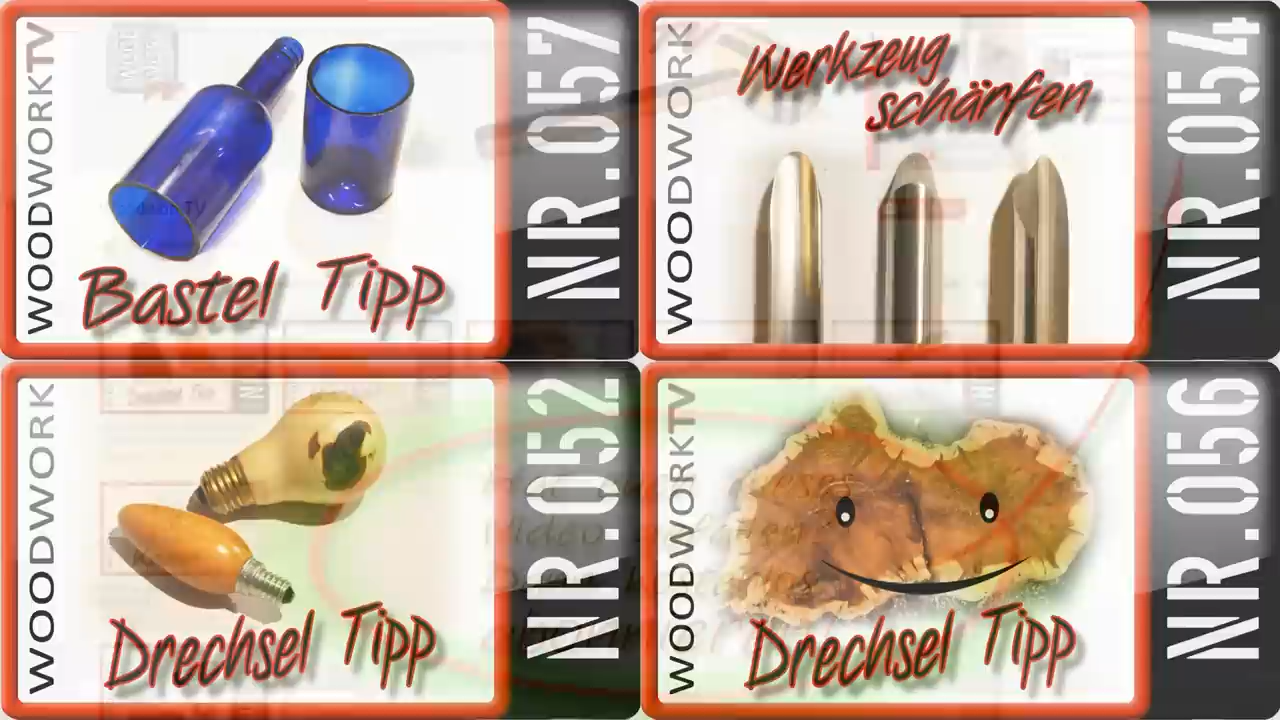 WOODWORKTV
Bastel Tipp
NR.057
WOODWORK
Werkzeug
schärfen
NR.054
WOODWORK
Drechsel Tipp
NR.052
WOODWORKTV
Drechsel Tipp
NR.056